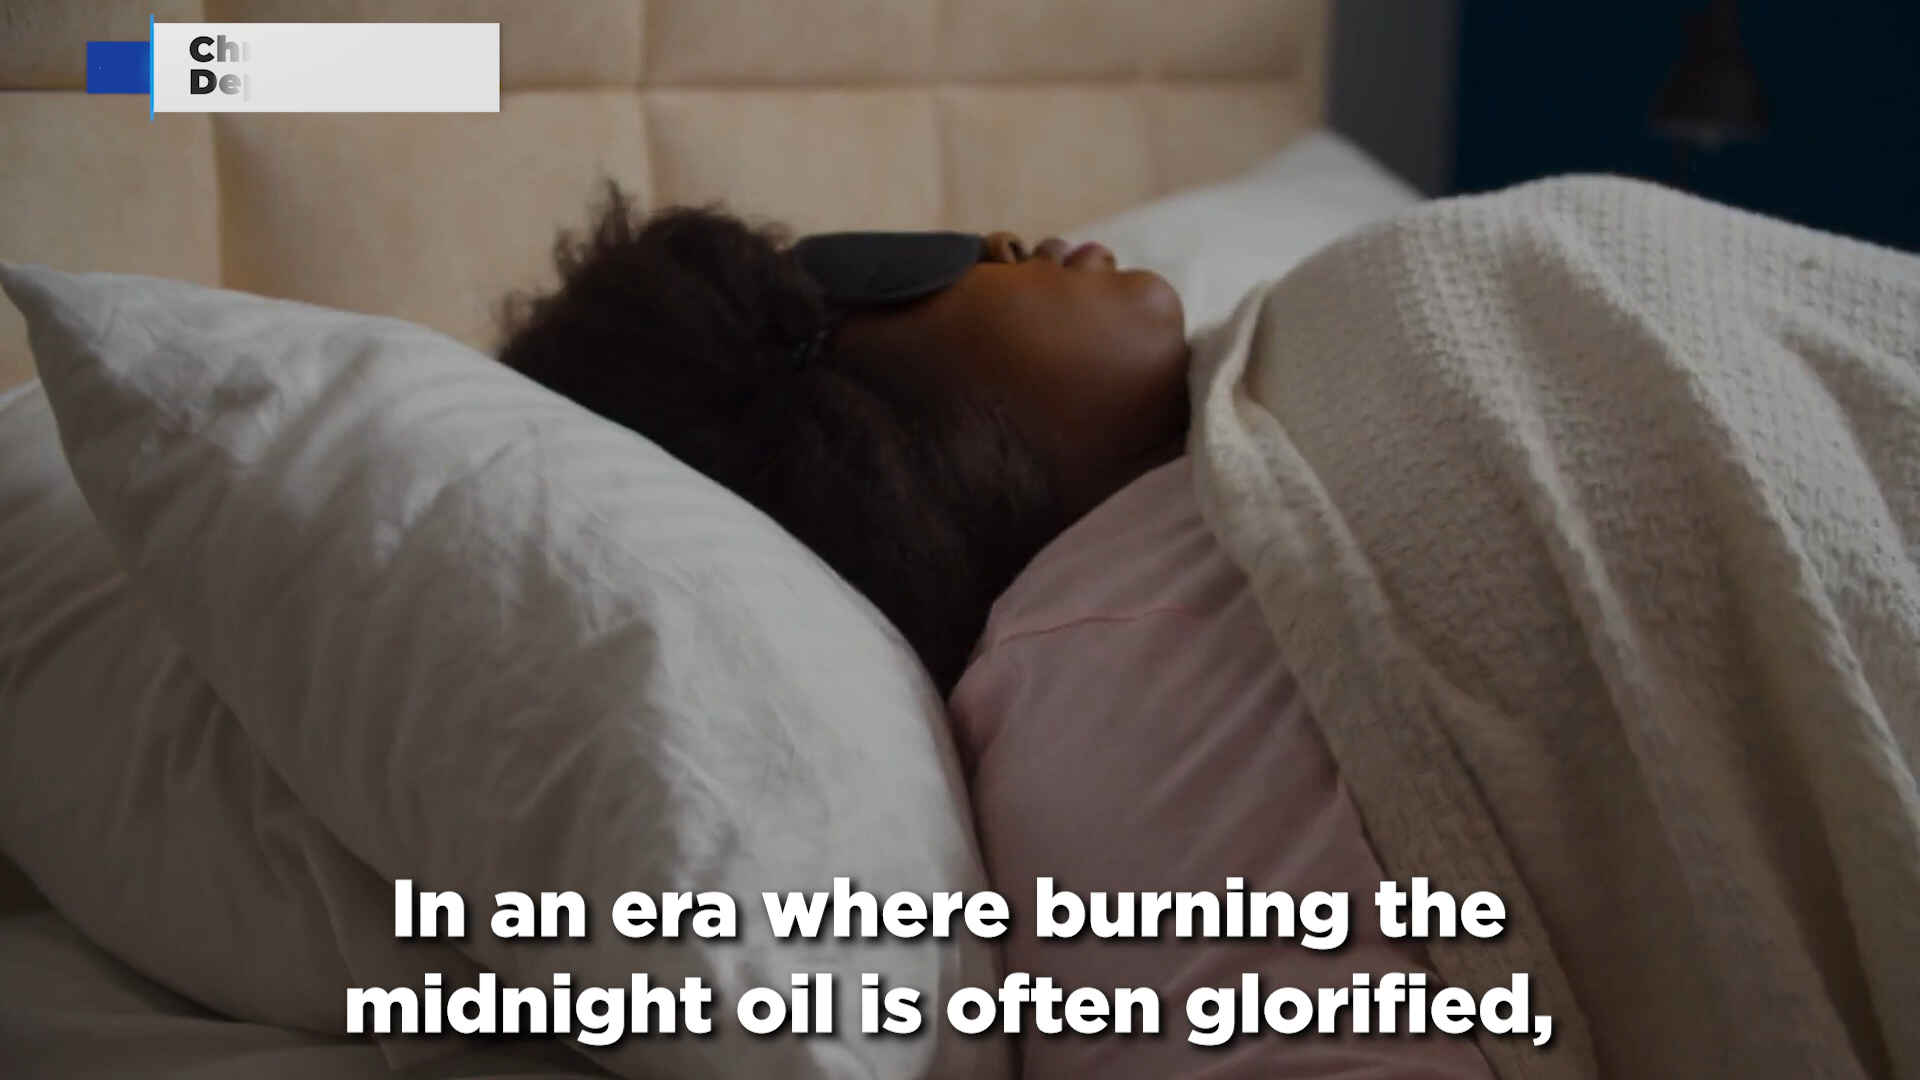 In an era where burning the
midnight oil is often glorified,